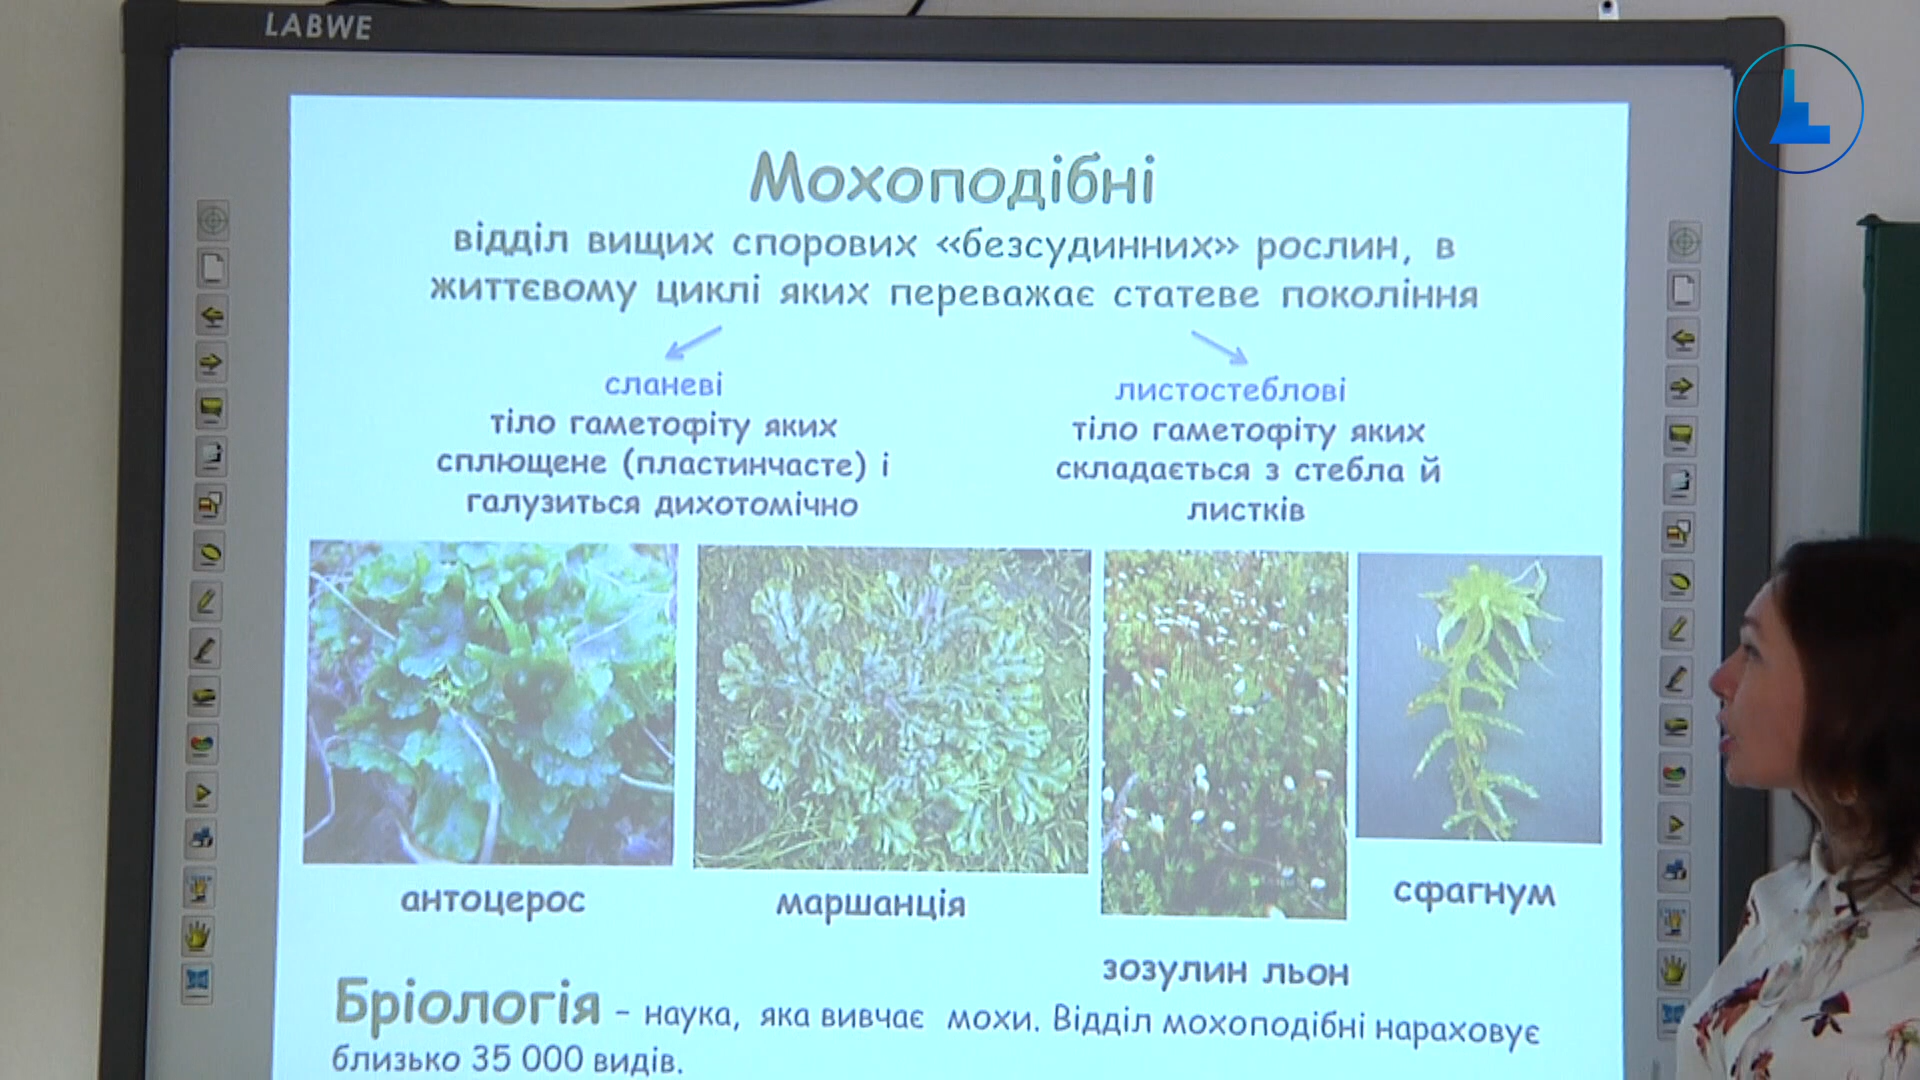 LABWE
Мохоподібні
відділ вищих спорових «безсудинних» рослин, в
життєвому циклі яких переважає статеве покоління
сланеві
тіло гаметофіту яких
сплющене (пластинчасте) і
галузиться дихотомічно
листостеблові
тіло гаметофіту яких
складається з стебла й
листків
антоцерос
маршанція
зозулин льон
сфагнум
Бріологія – наука, яка вивчає мохи. Відділ мохоподібні нараховує
близько 35 000 видів.